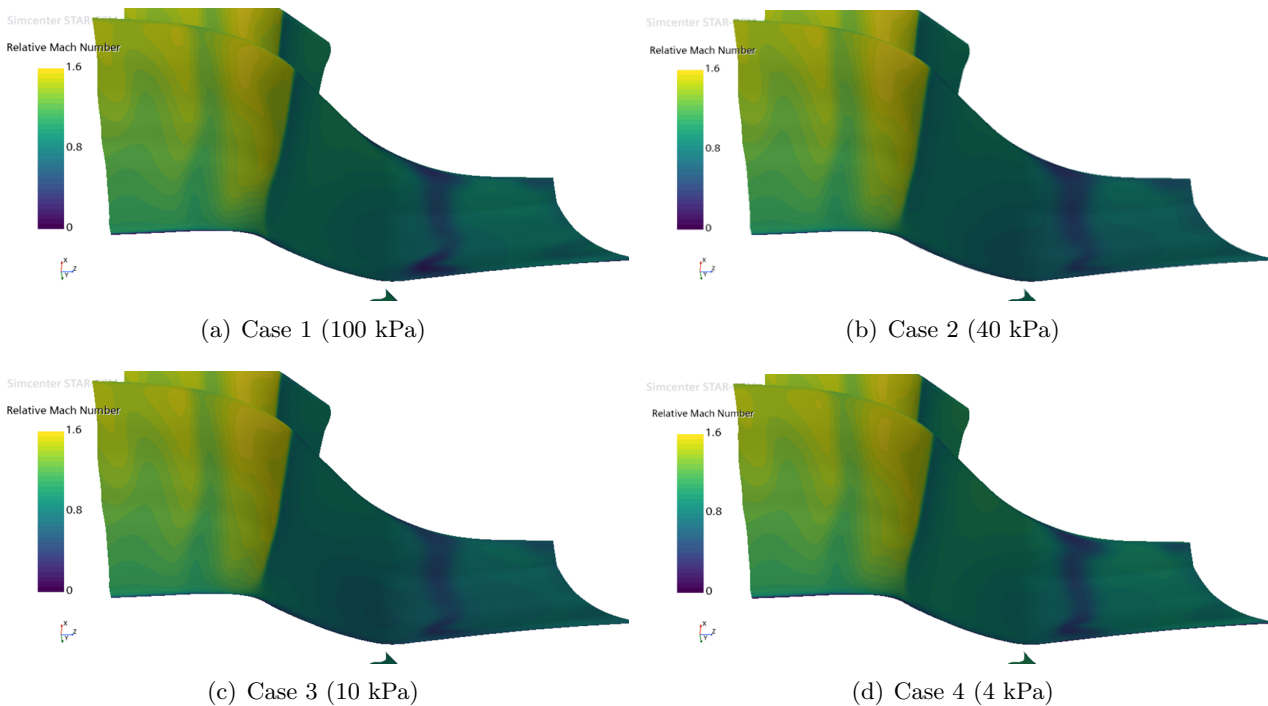 Simcenter STAR-CCM
Relative Mach Number
1.6
0.8
0
X
Y
Z
(a) Case 1 (100 kPa)
Simcenter STAR-CCM
Relative Mach Number
1.6
0.8
0
X
Y
Z
(b) Case 2 (40 kPa)
Simcenter STAR-
Relative Mach Number
1.6
0.8
0
X
Y
Z
(c) Case 3 (10 kPa)
Simcenter STAR-
Relative Mach Number
1.6
0.8
0
X
Y
Z
(d) Case 4 (4 kPa)